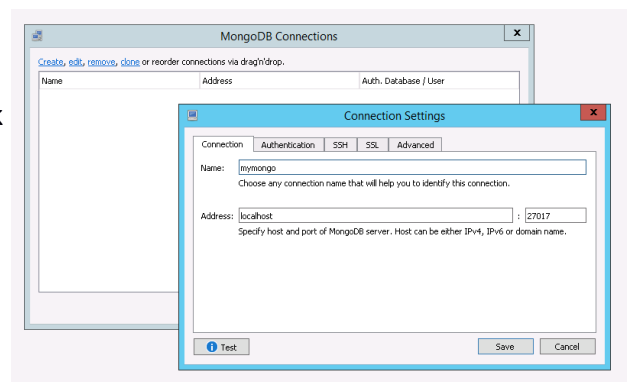 MongoDB Connections
x
Create, edit, remove, clone or reorder connections via drag'n'drop.
Name Address Auth. Database / User
Connection Settings
x
Connection Authentication SSH SSL Advanced
Name: mymongo
Choose any connection name that will help you to identify this connection.
Address: localhost : 27017
Specify host and port of MongoDB server. Host can be either IPv4, IPv6 or domain name.
Test Save Cancel